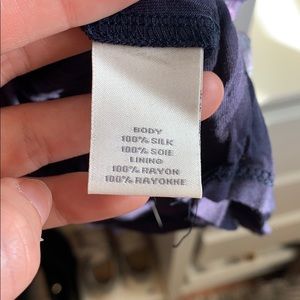 BODY
100% SILK
100% SOIE
LINING
100% RAYON
100% RAYONNE